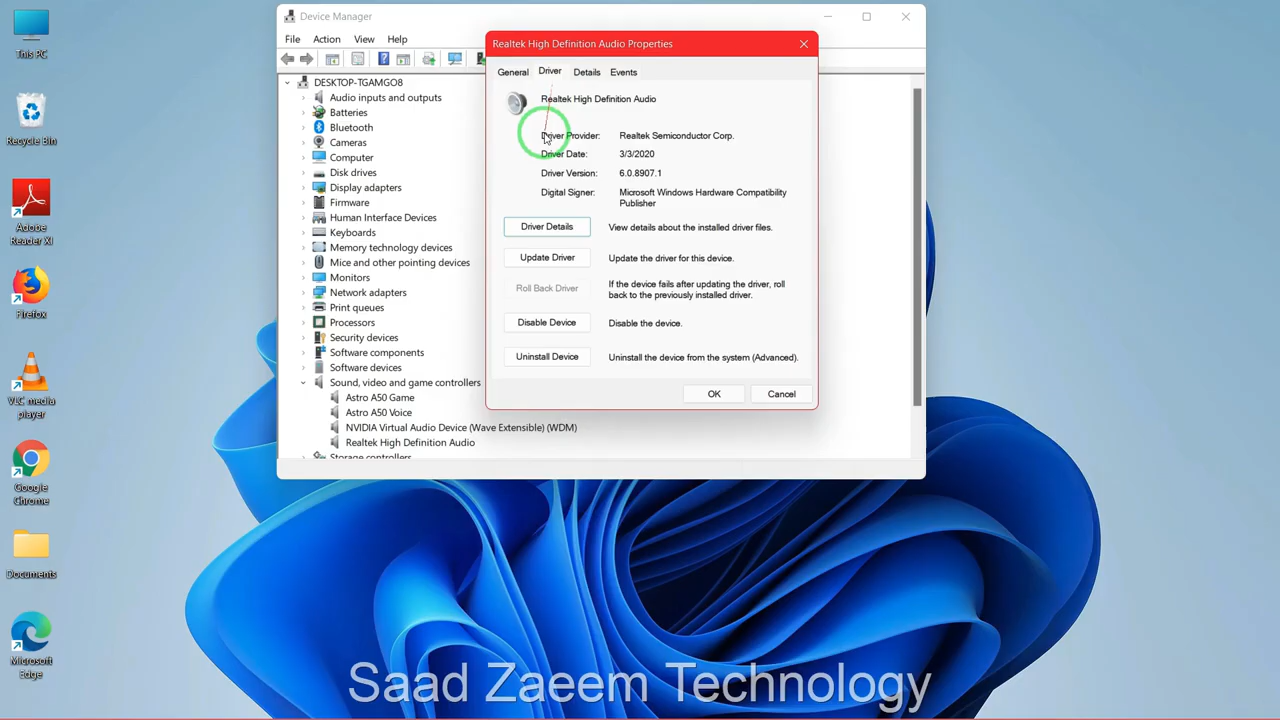 This PC
Recycle Bin
Adobe
Reader XI
Firefox
VLC media
player
Google
Chrome
Documents
Microsoft
Edge
Device Manager
File Action View Help
DESKTOP-TGAMGO8
Audio inputs and outputs
Batteries
Bluetooth
Cameras
Computer
Disk drives
Display adapters
Firmware
Human Interface Devices
Keyboards
Memory technology devices
Mice and other pointing devices
Monitors
Network adapters
Print queues
Processors
Security devices
Software components
Software devices
Sound, video and game controllers
Astro A50 Game
Astro A50 Voice
NVIDIA Virtual Audio Device (Wave Extensible) (WDM)
Realtek High Definition Audio
Storage controllers
Realtek High Definition Audio Properties
General Driver Details Events
Realtek High Definition Audio
Driver Provider: Realtek Semiconductor Corp.
Driver Date: 3/3/2020
Driver Version: 6.0.8907.1
Digital Signer: Microsoft Windows Hardware Compatibility
Publisher
Driver Details View details about the installed driver files.
Update Driver Update the driver for this device.
Roll Back Driver If the device fails after updating the driver, roll
back to the previously installed driver.
Disable Device Disable the device.
Uninstall Device Uninstall the device from the system (Advanced).
OK Cancel
Saad Zaeem Technology